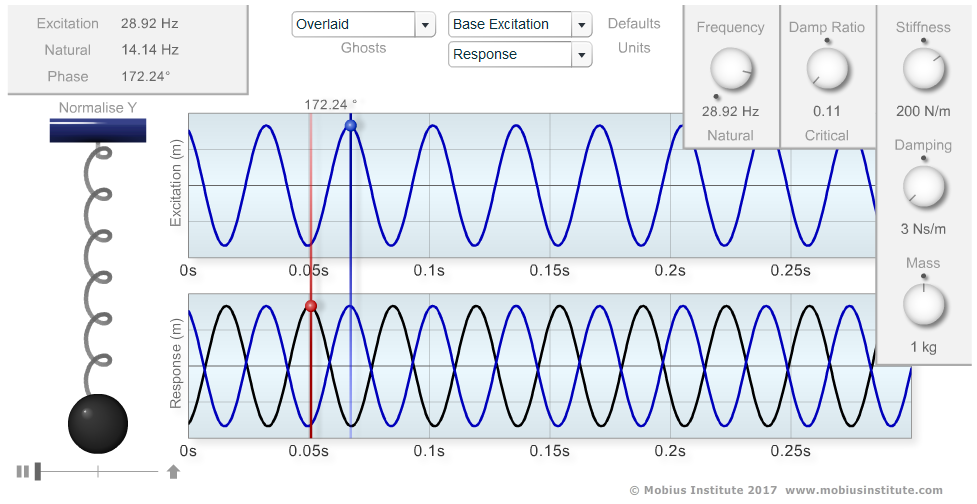 Excitation 28.92 Hz
Natural 14.14 Hz
Phase 172.24°
Overlaid
Ghosts
Base Excitation
Response
Defaults
Units
Frequency
28.92 Hz
Natural
Damp Ratio
0.11
Critical
Stiffness
200 N/m
Damping
3 Ns/m
Mass
1 kg
Normalise Y
172.24 °
Excitation (m)
0s 0.05s 0.1s 0.15s 0.2s 0.25s
Response (m)
0s 0.05s 0.1s 0.15s 0.2s 0.25s
© Mobius Institute 2017 www.mobiusinstitute.com